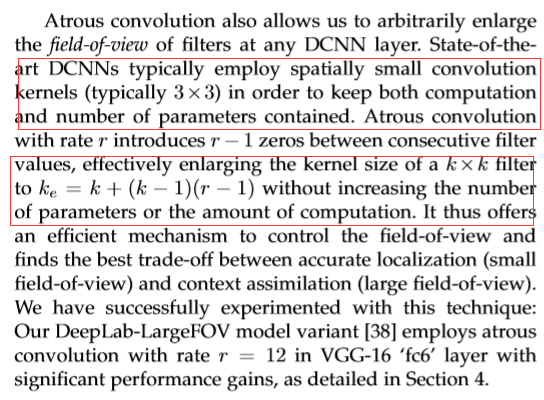 Atrous convolution also allows us to arbitrarily enlarge
the field-of-view of filters at any DCNN layer. State-of-the-
art DCNNs typically employ spatially small convolution
kernels (typically 3×3) in order to keep both computation
and number of parameters contained. Atrous convolution
with rate r introduces r − 1 zeros between consecutive filter
values, effectively enlarging the kernel size of a k×k filter
to kₑ = k + (k − 1)(r − 1) without increasing the number
of parameters or the amount of computation. It thus offers
an efficient mechanism to control the field-of-view and
finds the best trade-off between accurate localization (small
field-of-view) and context assimilation (large field-of-view).
We have successfully experimented with this technique:
Our DeepLab-LargeFOV model variant [38] employs atrous
convolution with rate r = 12 in VGG-16 ‘fc6’ layer with
significant performance gains, as detailed in Section 4.